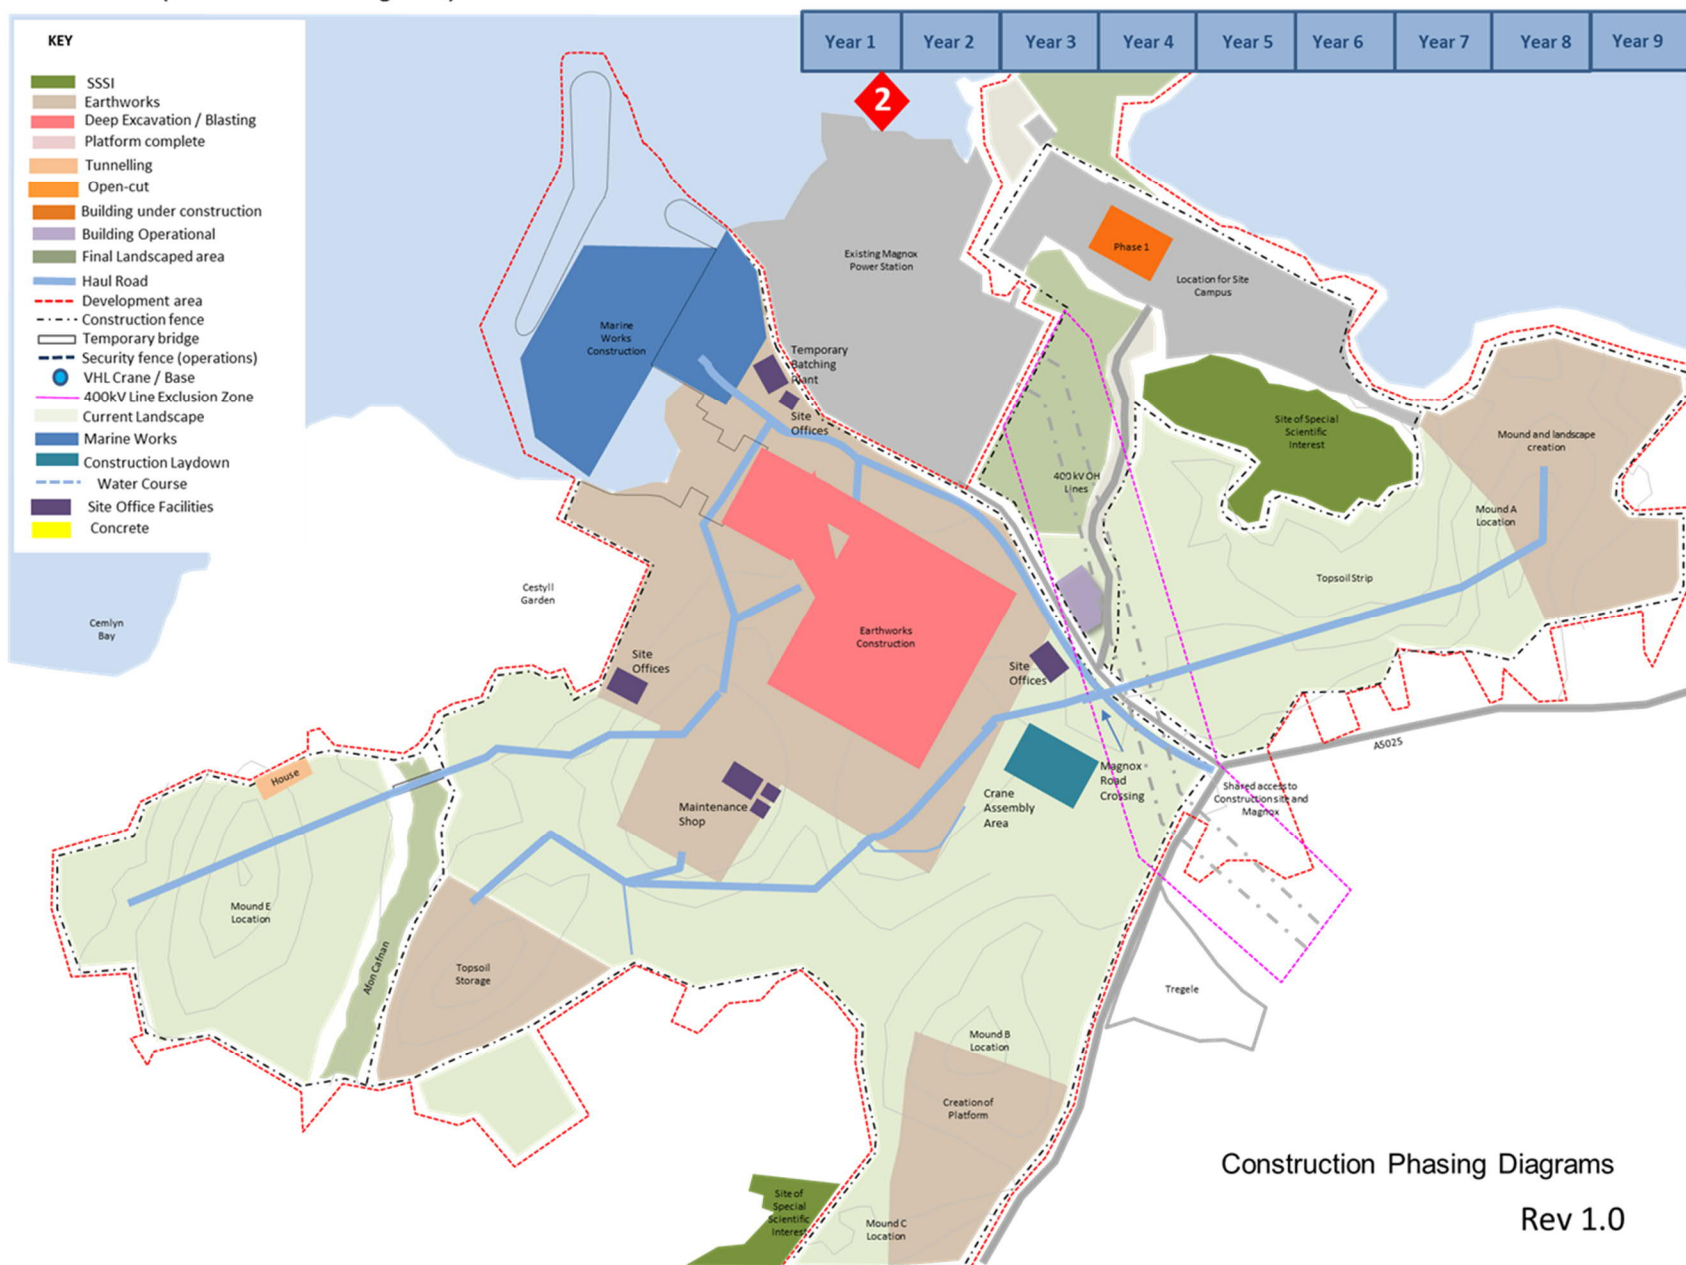 KEY
SSSI
Earthworks
Deep Excavation / Blasting
Platform complete
Tunnelling
Open-cut
Building under construction
Building Operational
Final Landscaped area
Haul Road
Development area
Construction fence
Temporary bridge
Security fence (operations)
VHL Crane / Base
400kV Line Exclusion Zone
Current Landscape
Marine Works
Construction Laydown
Water Course
Site Office Facilities
Concrete
Year 1
Year 2
Year 3
Year 4
Year 5
Year 6
Year 7
Year 8
Year 9
2
Existing Magnox
Power Station
Phase 1
Location for Site
Campus
Marine
Works
Construction
Temporary
Batching
Plant
Site
Offices
Site of Special
Scientific
Interest
Mound and landscape
creation
400 kV OH
Lines
Mound A
Location
Topsoil Strip
Cestyll
Garden
Cemlyn
Bay
Earthworks
Construction
Site
Offices
Site
Offices
A5025
House
Magnox
Road
Crossing
Crane
Assembly
Area
Shared access to
Construction site and
Magnox
Maintenance
Shop
Mound E
Location
Afon Cafnan
Topsoil
Storage
Tregele
Mound B
Location
Creation of
Platform
Site of
Special
Scientific
Interest
Mound C
Location
Construction Phasing Diagrams
Rev 1.0